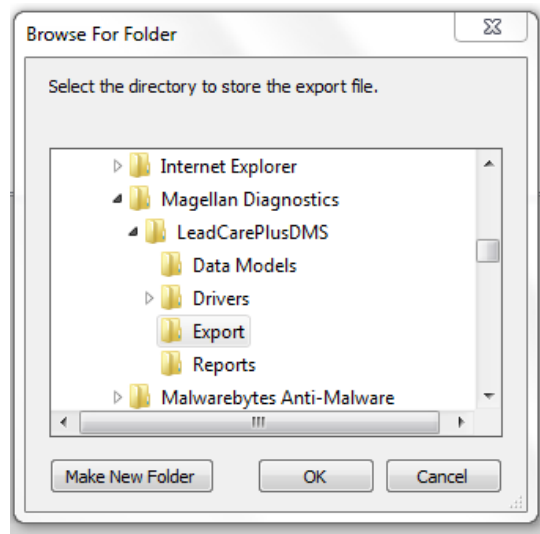 Browse For Folder
Select the directory to store the export file.
Internet Explorer
Magellan Diagnostics
LeadCarePlusDMS
Data Models
Drivers
Export
Reports
Malwarebytes Anti-Malware
Make New Folder
OK
Cancel